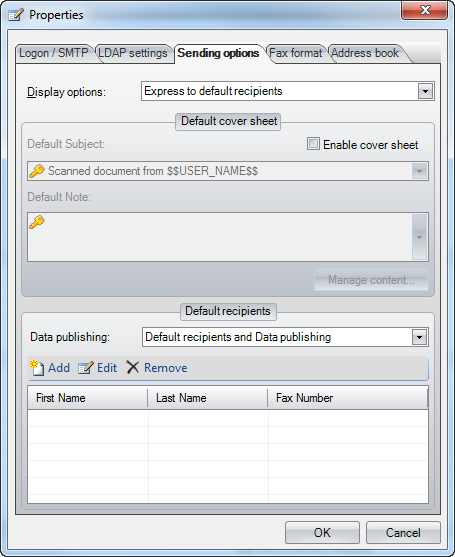 Properties
Logon / SMTP LDAP settings Sending options Fax format Address book
Display options: Express to default recipients
Default cover sheet
Default Subject: Enable cover sheet
Scanned document from $$USER_NAME$$
Default Note:
Manage content...
Default recipients
Data publishing: Default recipients and Data publishing
Add Edit Remove
First Name Last Name Fax Number
OK Cancel